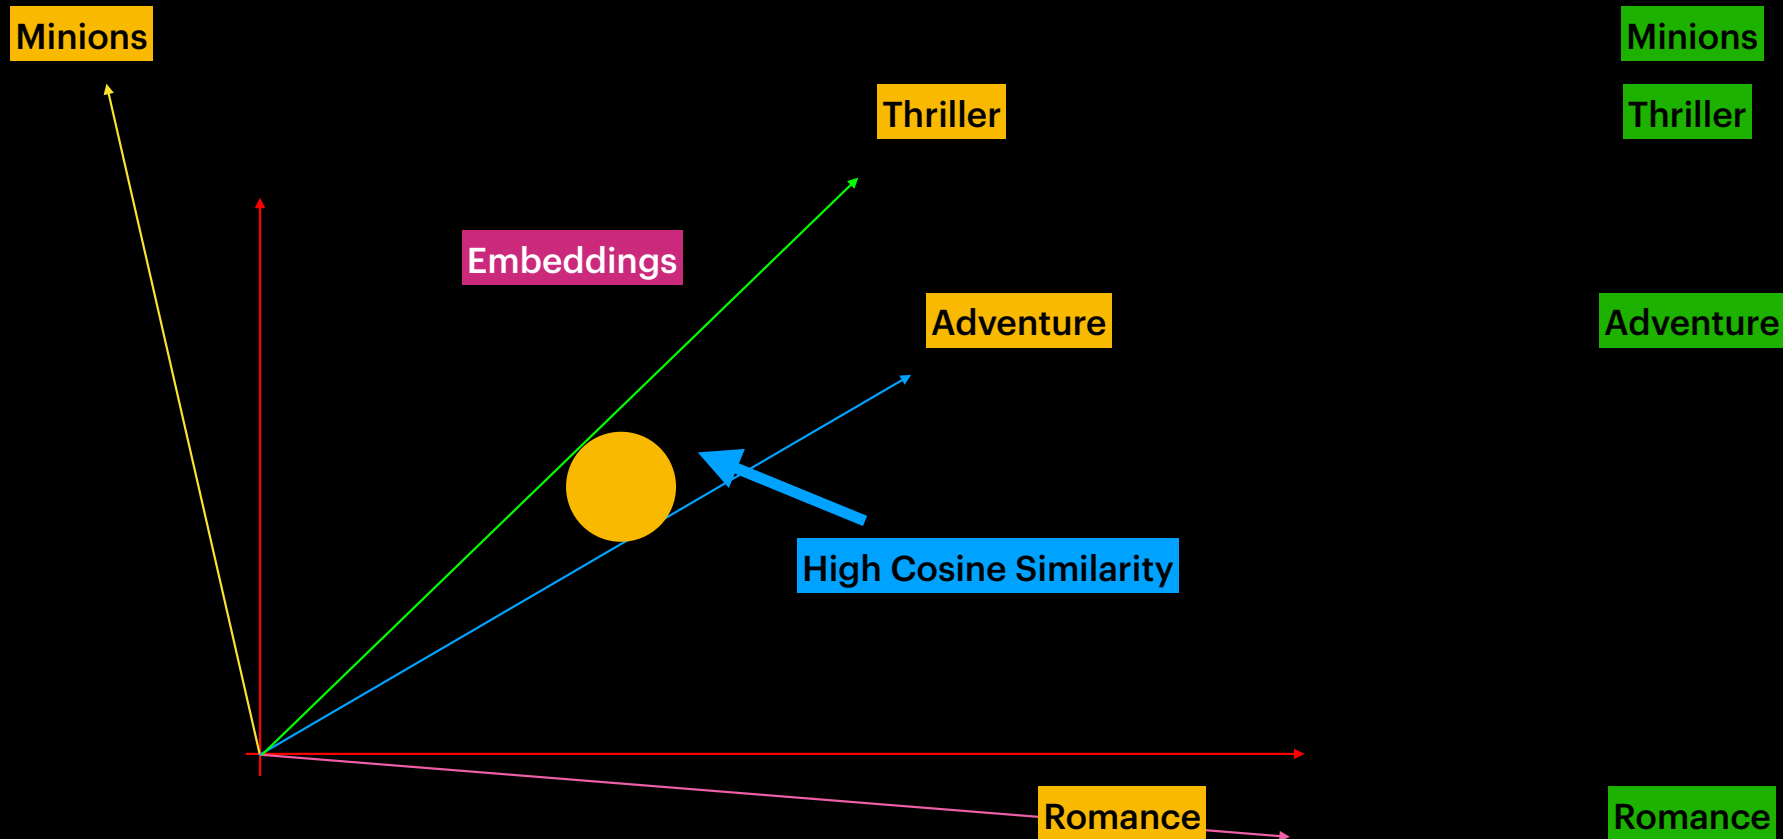 Minions
Minions
Thriller
Thriller
Embeddings
Adventure
Adventure
High Cosine Similarity
Romance
Romance